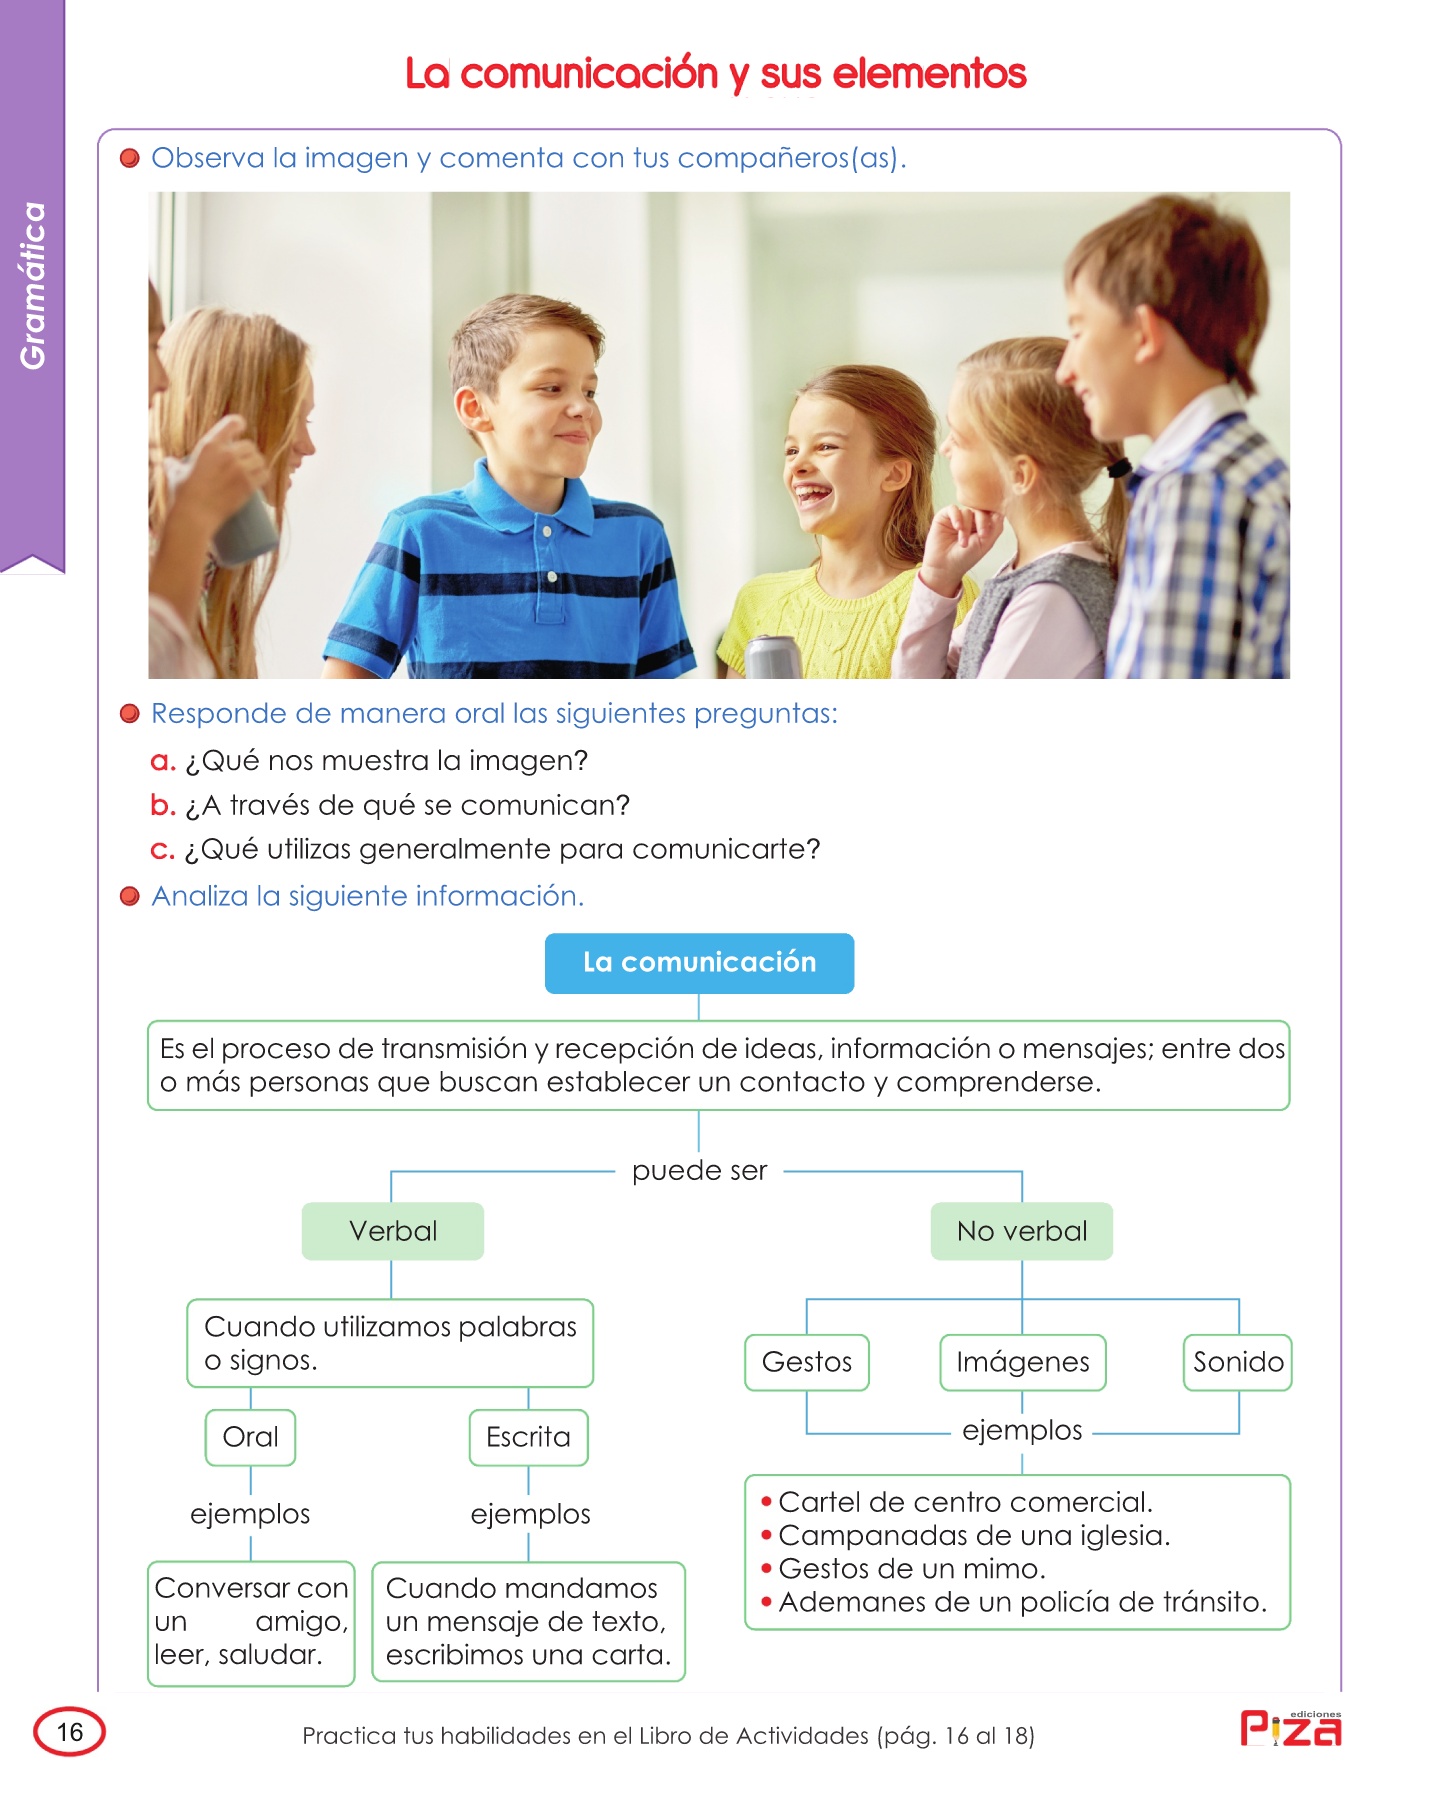 La comunicación y sus elementos
Gramática
Observa la imagen y comenta con tus compañeros(as).
Responde de manera oral las siguientes preguntas:
a. ¿Qué nos muestra la imagen?
b. ¿A través de qué se comunican?
c. ¿Qué utilizas generalmente para comunicarte?
Analiza la siguiente información.
La comunicación
Es el proceso de transmisión y recepción de ideas, información o mensajes; entre dos
o más personas que buscan establecer un contacto y comprenderse.
puede ser
Verbal
Cuando utilizamos palabras
o signos.
Oral
ejemplos
Conversar con
un amigo,
leer, saludar.
Escrita
ejemplos
Cuando mandamos
un mensaje de texto,
escribimos una carta.
No verbal
Gestos
Imágenes
Sonido
ejemplos
• Cartel de centro comercial.
• Campanadas de una iglesia.
• Gestos de un mimo.
• Ademanes de un policía de tránsito.
16
Practica tus habilidades en el Libro de Actividades (pág. 16 al 18)
ediciones
Piza